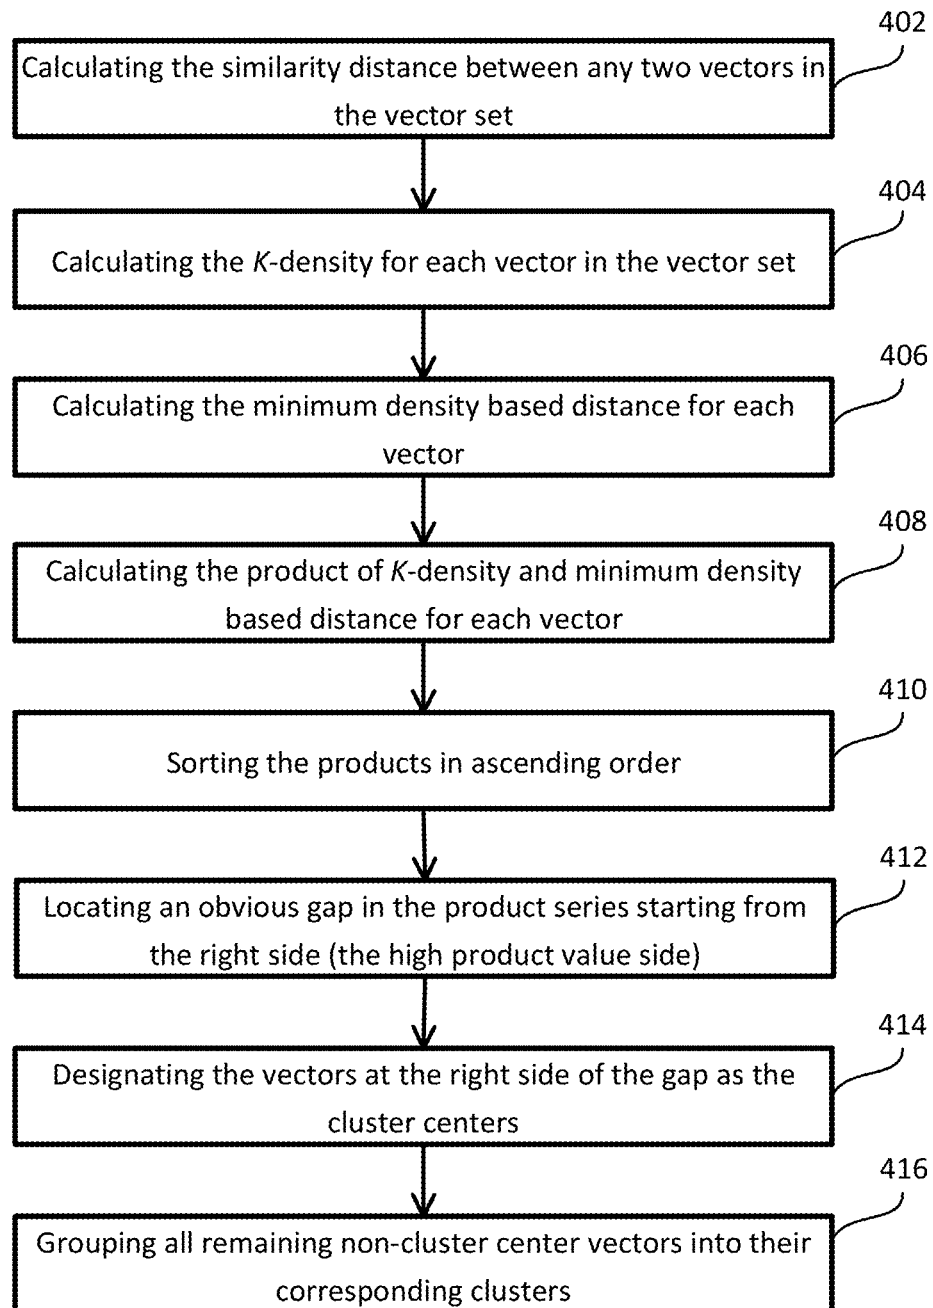 402
Calculating the similarity distance between any two vectors in
the vector set
404
Calculating the K-density for each vector in the vector set
406
Calculating the minimum density based distance for each
vector
408
Calculating the product of K-density and minimum density
based distance for each vector
410
Sorting the products in ascending order
412
Locating an obvious gap in the product series starting from
the right side (the high product value side)
414
Designating the vectors at the right side of the gap as the
cluster centers
416
Grouping all remaining non-cluster center vectors into their
corresponding clusters